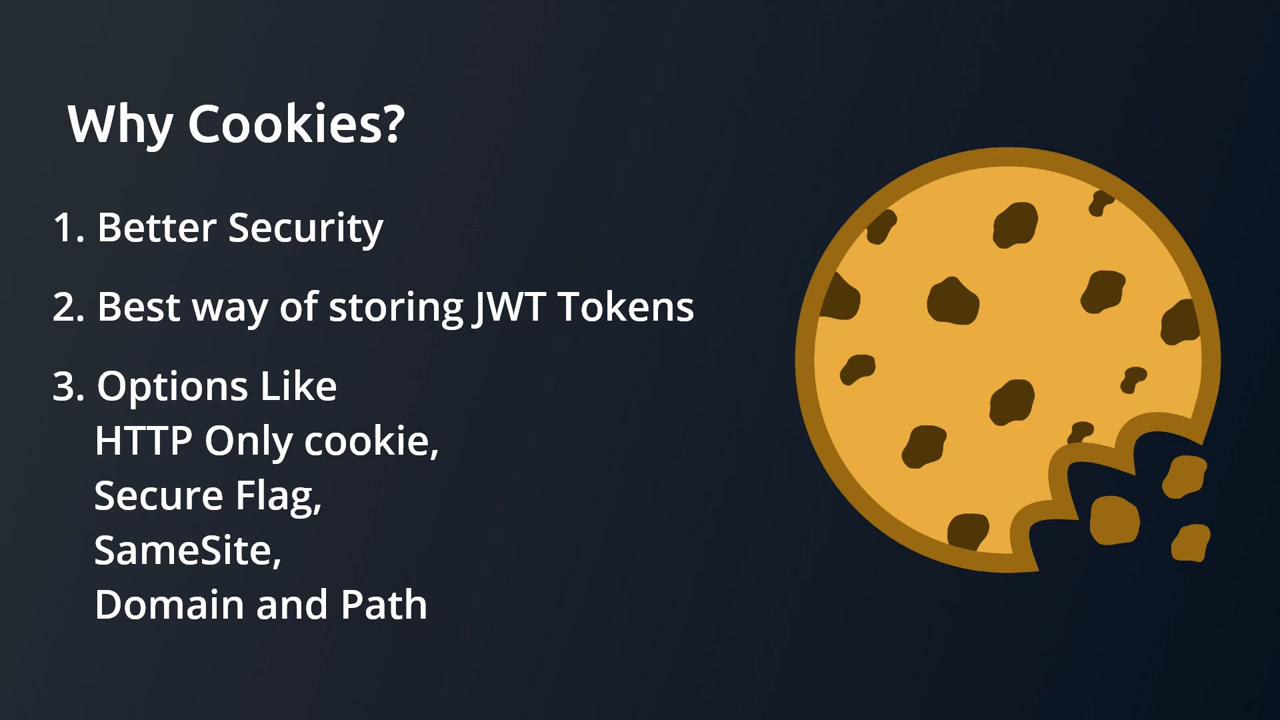 Why Cookies?
1. Better Security
2. Best way of storing JWT Tokens
3. Options Like
HTTP Only cookie,
Secure Flag,
SameSite,
Domain and Path